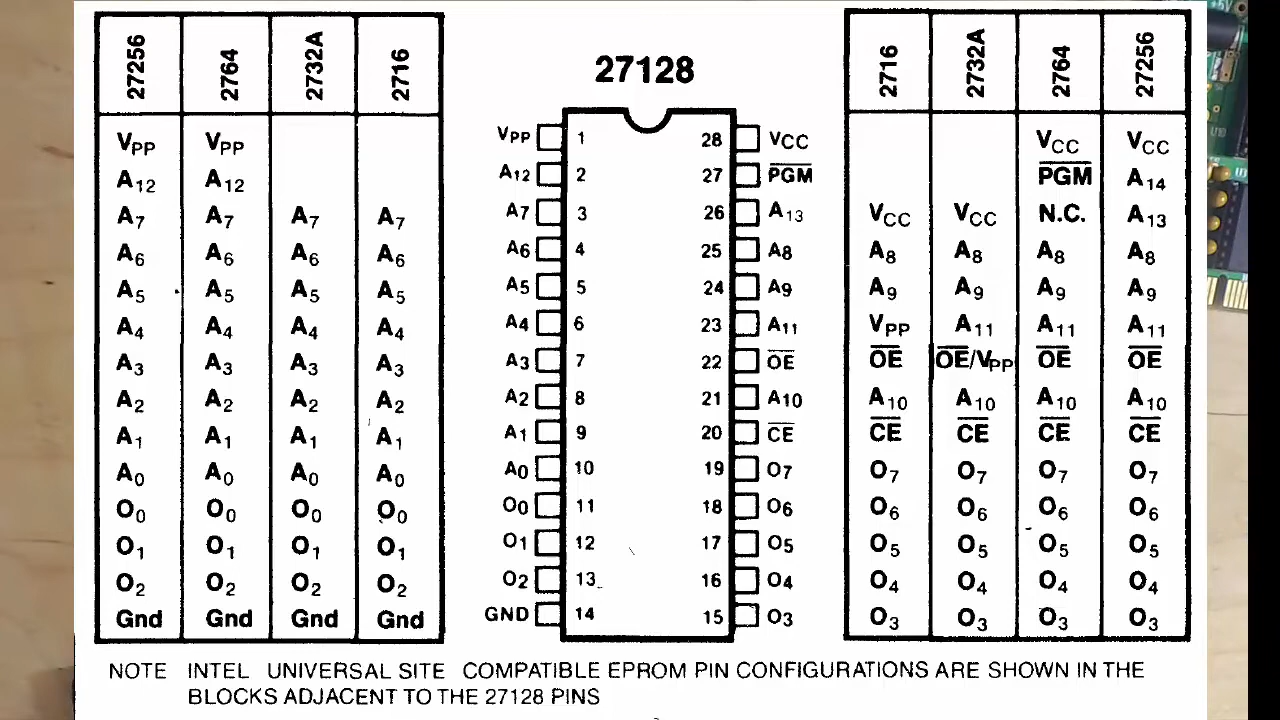 27256 2764 2732A 2716 27128 2716 2732A 2764 27256
VPP VPP VPP 1 28 VCC VCC VCC
A12 A12 A12 2 27 PGM PGM A14
A7 A7 A7 A7 A7 3 26 A13 VCC VCC N.C. A13
A6 A6 A6 A6 A6 4 25 A8 A8 A8 A8 A8
A5 A5 A5 A5 A5 5 24 A9 A9 A9 A9 A9
A4 A4 A4 A4 A4 6 23 A11 VPP A11 A11 A11
A3 A3 A3 A3 A3 7 22 OE OE OE/VPP OE OE
A2 A2 A2 A2 A2 8 21 A10 A10 A10 A10 A10
A1 A1 A1 A1 A1 9 20 CE CE CE CE CE
A0 A0 A0 A0 A0 10 19 O7 O7 O7 O7 O7
O0 O0 O0 O0 O0 11 18 O6 O6 O6 O6 O6
O1 O1 O1 O1 O1 12 17 O5 O5 O5 O5 O5
O2 O2 O2 O2 O2 13 16 O4 O4 O4 O4 O4
Gnd Gnd Gnd Gnd GND 14 15 O3 O3 O3 O3 O3
NOTE INTEL UNIVERSAL SITE COMPATIBLE EPROM PIN CONFIGURATIONS ARE SHOWN IN THE
BLOCKS ADJACENT TO THE 27128 PINS